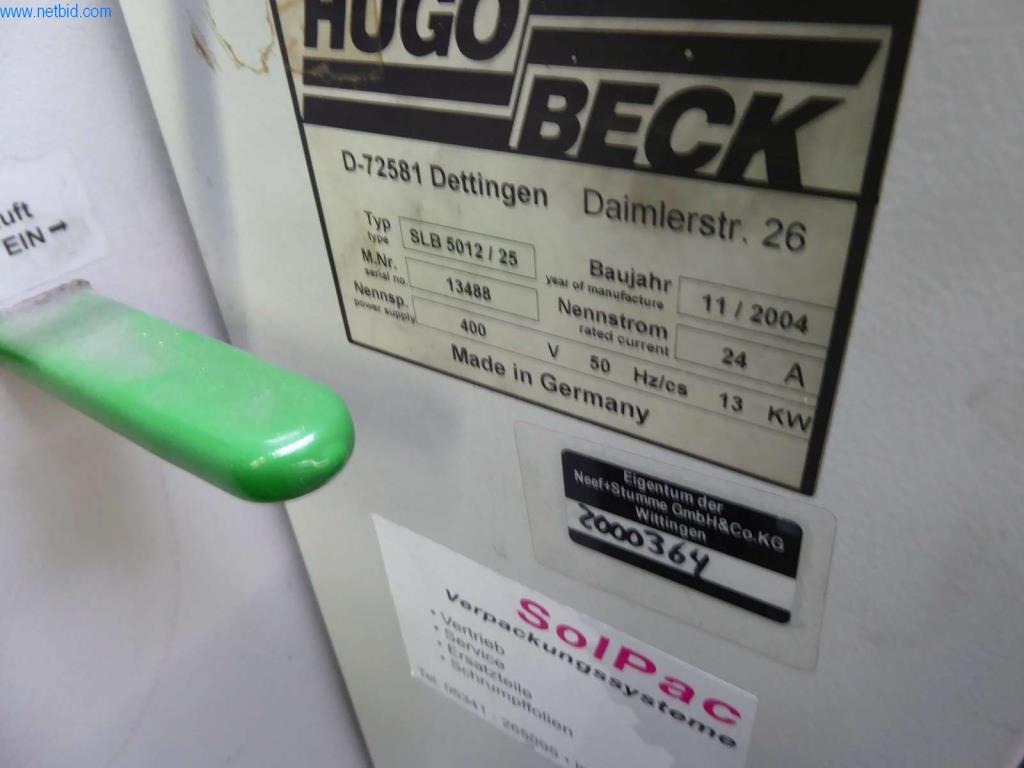 www.netbid.com
uft
EIN →
HUGO
BECK
D-72581 Dettingen Daimlerstr. 26
Typ
type
SLB 5012 / 25
Baujahr
year of manufacture
11 / 2004
M.Nr.
serial no.
13488
Nennstrom
rated current
24 A
Nennsp.
power supply
400 V 50 Hz/cs 13 KW
Made in Germany
Eigentum der
Neef+Stumme GmbH&Co.KG
Wittingen
2000364
SolPac
Verpackungssysteme
• Vertrieb
• Service
• Ersatzteile
• Schrumpffolien
Tel. 05341 - 265095